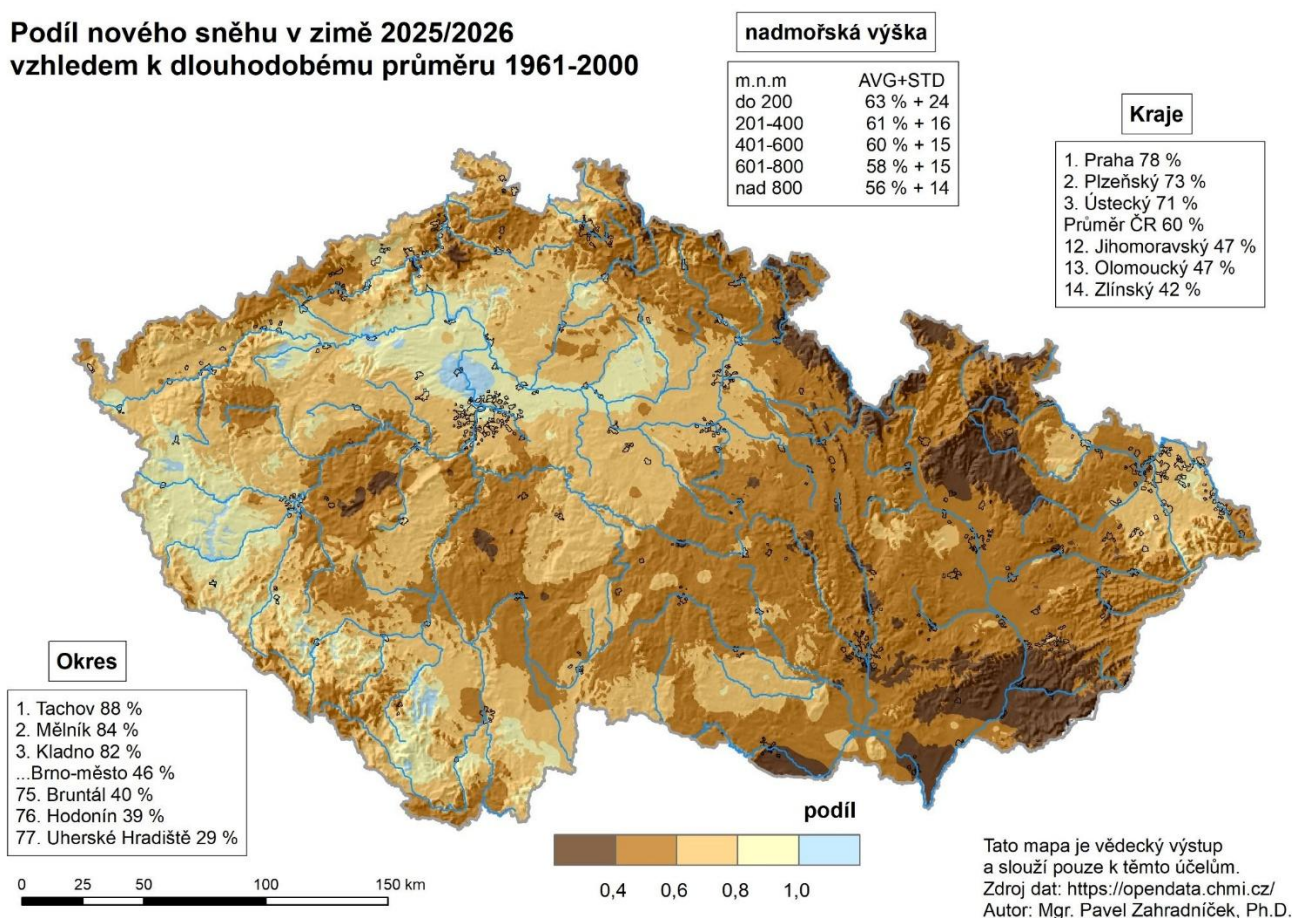 Podíl nového sněhu v zimě 2025/2026
vzhledem k dlouhodobému průměru 1961-2000
nadmořská výška
m.n.m AVG+STD
do 200 63 % + 24
201-400 61 % + 16
401-600 60 % + 15
601-800 58 % + 15
nad 800 56 % + 14
Kraje
1. Praha 78 %
2. Plzeňský 73 %
3. Ústecký 71 %
Průměr ČR 60 %
12. Jihomoravský 47 %
13. Olomoucký 47 %
14. Zlínský 42 %
Okres
1. Tachov 88 %
2. Mělník 84 %
3. Kladno 82 %
...Brno-město 46 %
75. Bruntál 40 %
76. Hodonín 39 %
77. Uherské Hradiště 29 %
0 25 50 100 150 km
podíl
0,4 0,6 0,8 1,0
Tato mapa je vědecký výstup
a slouží pouze k těmto účelům.
Zdroj dat: https://opendata.chmi.cz/
Autor: Mgr. Pavel Zahradníček, Ph.D.